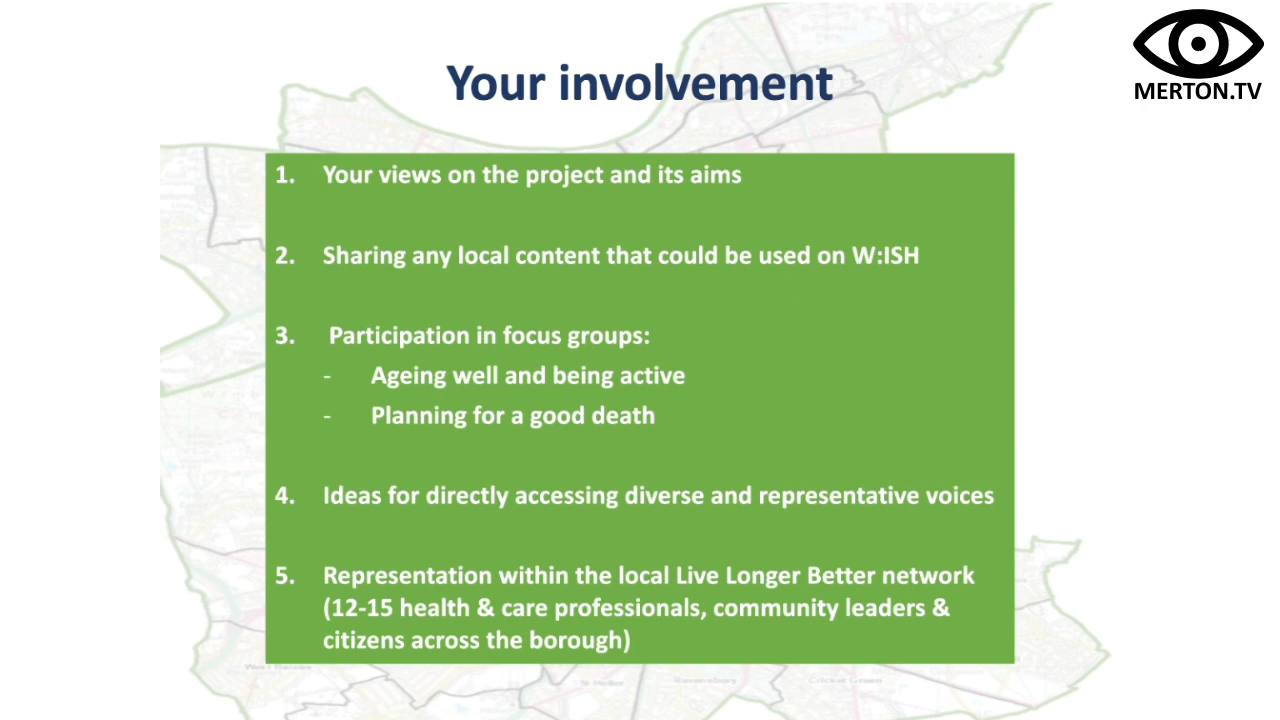 MERTON.TV
Your involvement
1. Your views on the project and its aims
2. Sharing any local content that could be used on W:ISH
3. Participation in focus groups:
- Ageing well and being active
- Planning for a good death
4. Ideas for directly accessing diverse and representative voices
5. Representation within the local Live Longer Better network
(12-15 health & care professionals, community leaders &
citizens across the borough)
Ravensbury
Cricket Green